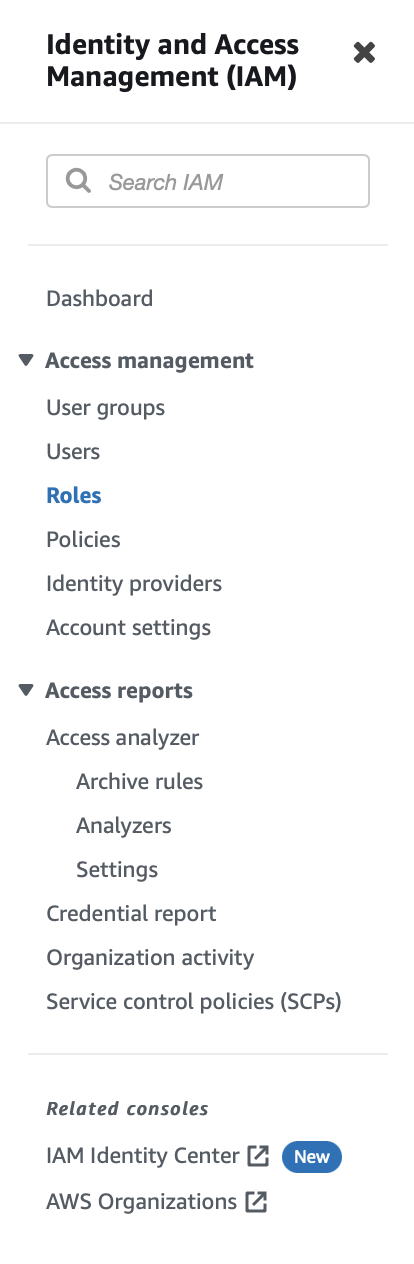 Identity and Access
Management (IAM)
Search IAM
Dashboard
Access management
User groups
Users
Roles
Policies
Identity providers
Account settings
Access reports
Access analyzer
Archive rules
Analyzers
Settings
Credential report
Organization activity
Service control policies (SCPs)
Related consoles
IAM Identity Center New
AWS Organizations